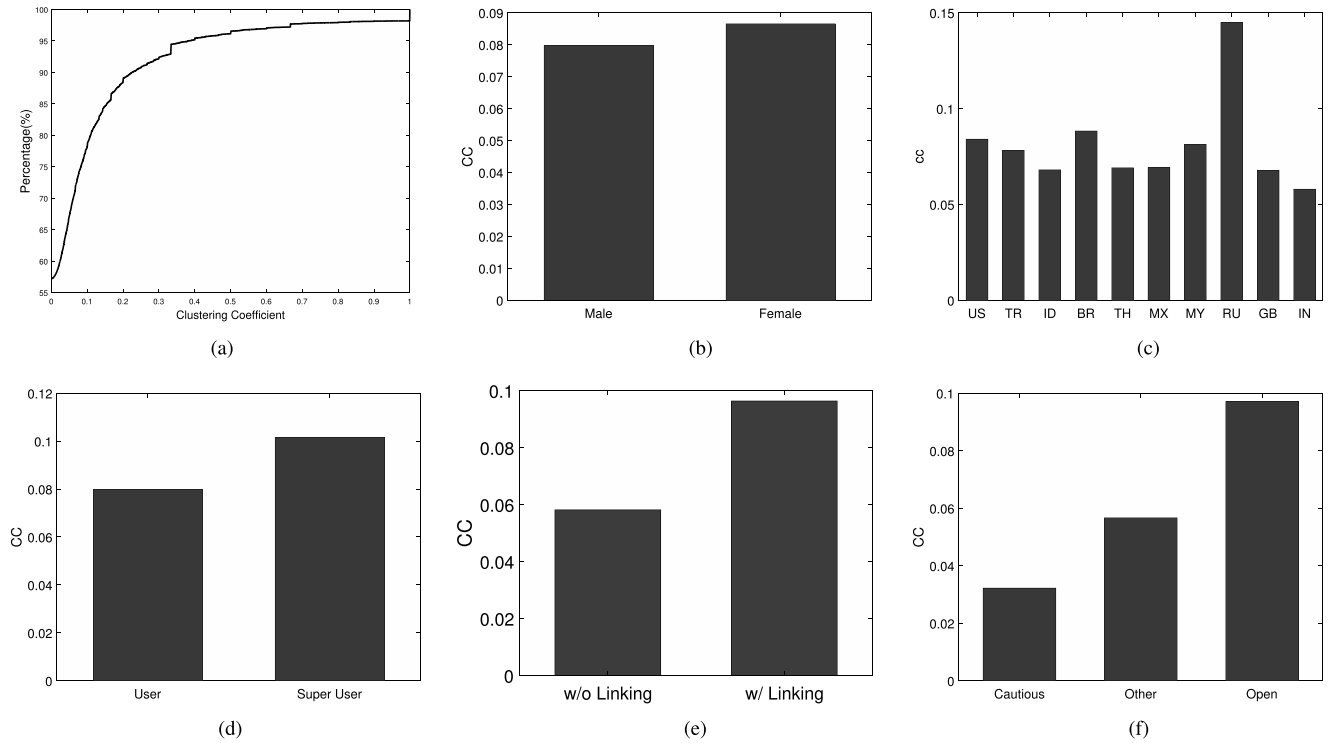 100
95
90
85
80
75
70
65
60
55
Percentage(%)
0 0.1 0.2 0.3 0.4 0.5 0.6 0.7 0.8 0.9 1
Clustering Coefficient
(a)
0.09
0.08
0.07
0.06
0.05
0.04
0.03
0.02
0.01
0
CC
Male Female
(b)
0.15
0.1
0.05
0
cc
US TR ID BR TH MX MY RU GB IN
(c)
0.12
0.1
0.08
0.06
0.04
0.02
0
CC
User Super User
(d)
0.1
0.08
0.06
0.04
0.02
0
CC
w/o Linking w/ Linking
(e)
0.1
0.08
0.06
0.04
0.02
0
CC
Cautious Other Open
(f)